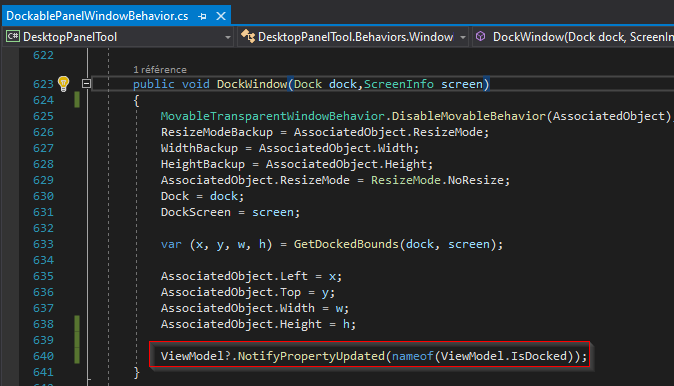 DockablePanelWindowBehavior.cs
C# DesktopPanelTool DesktopPanelTool.Behaviors.Window DockWindow(Dock dock, ScreenIn
622
1 référence
623 public void DockWindow(Dock dock,ScreenInfo screen)
624 {
625 MovableTransparentWindowBehavior.DisableMovableBehavior(AssociatedObject)
626 ResizeModeBackup = AssociatedObject.ResizeMode;
627 WidthBackup = AssociatedObject.Width;
628 HeightBackup = AssociatedObject.Height;
629 AssociatedObject.ResizeMode = ResizeMode.NoResize;
630 Dock = dock;
631 DockScreen = screen;
632
633 var (x, y, w, h) = GetDockedBounds(dock, screen);
634
635 AssociatedObject.Left = x;
636 AssociatedObject.Top = y;
637 AssociatedObject.Width = w;
638 AssociatedObject.Height = h;
639
640 ViewModel?.NotifyPropertyUpdated(nameof(ViewModel.IsDocked));
641 }